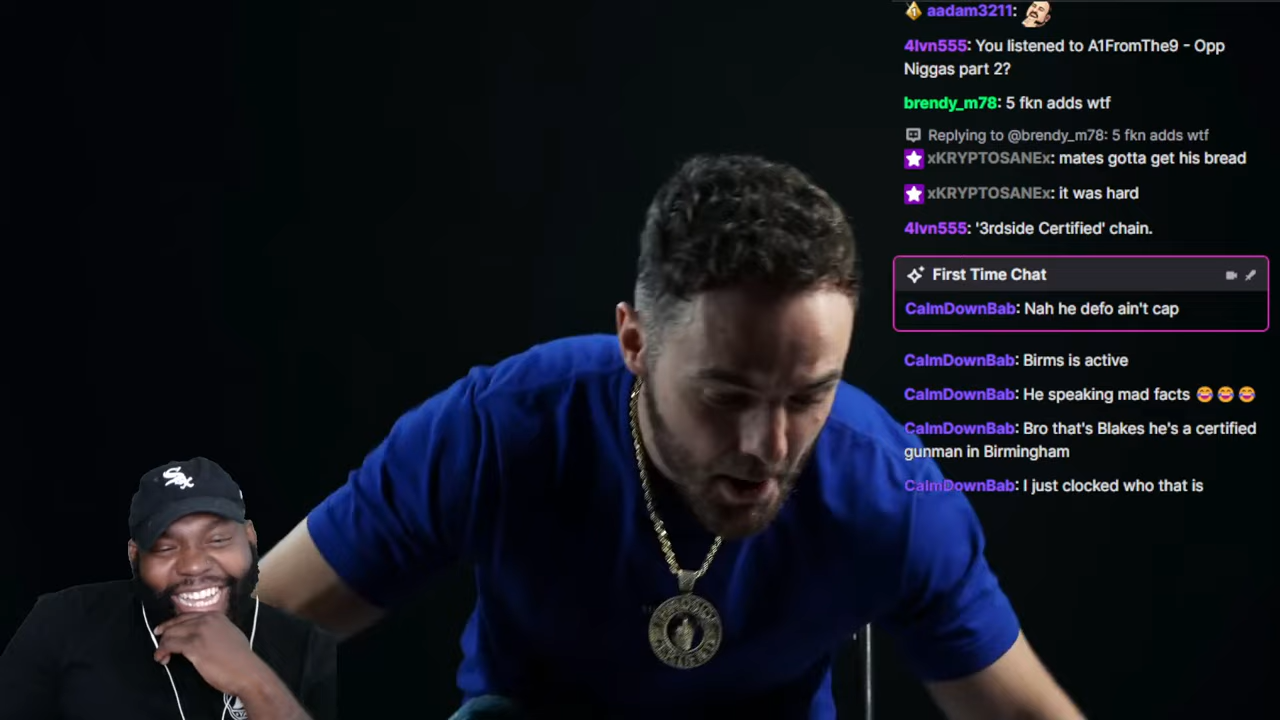 aadam3211:
4lvn555: You listened to A1FromThe9 - Opp
Niggas part 2?
brendy_m78: 5 fkn adds wtf
Replying to @brendy_m78: 5 fkn adds wtf
xKRYPTOSANEx: mates gotta get his bread
xKRYPTOSANEx: it was hard
4lvn555: '3rdside Certified' chain.
First Time Chat
CalmDownBab: Nah he defo ain't cap
CalmDownBab: Birms is active
CalmDownBab: He speaking mad facts 😂😂😂
CalmDownBab: Bro that's Blakes he's a certified
gunman in Birmingham
CalmDownBab: I just clocked who that is
Sox